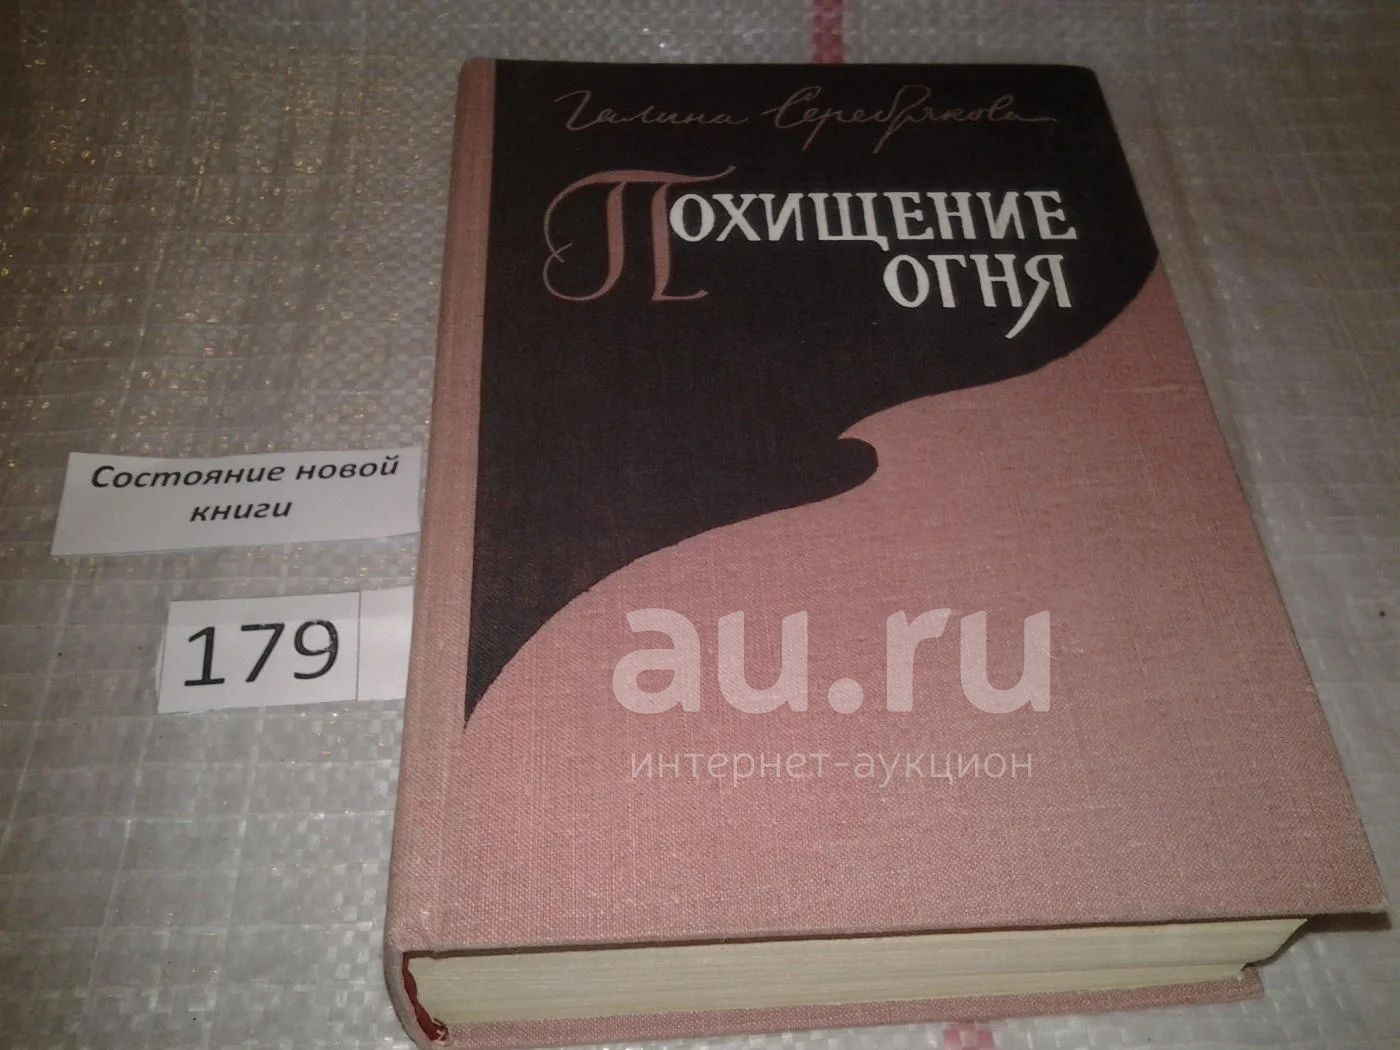 Галина Серебрякова
ПОХИЩЕНИЕ
ОГНЯ
Состояние новой
книги
179
au.ru
интернет-аукцион